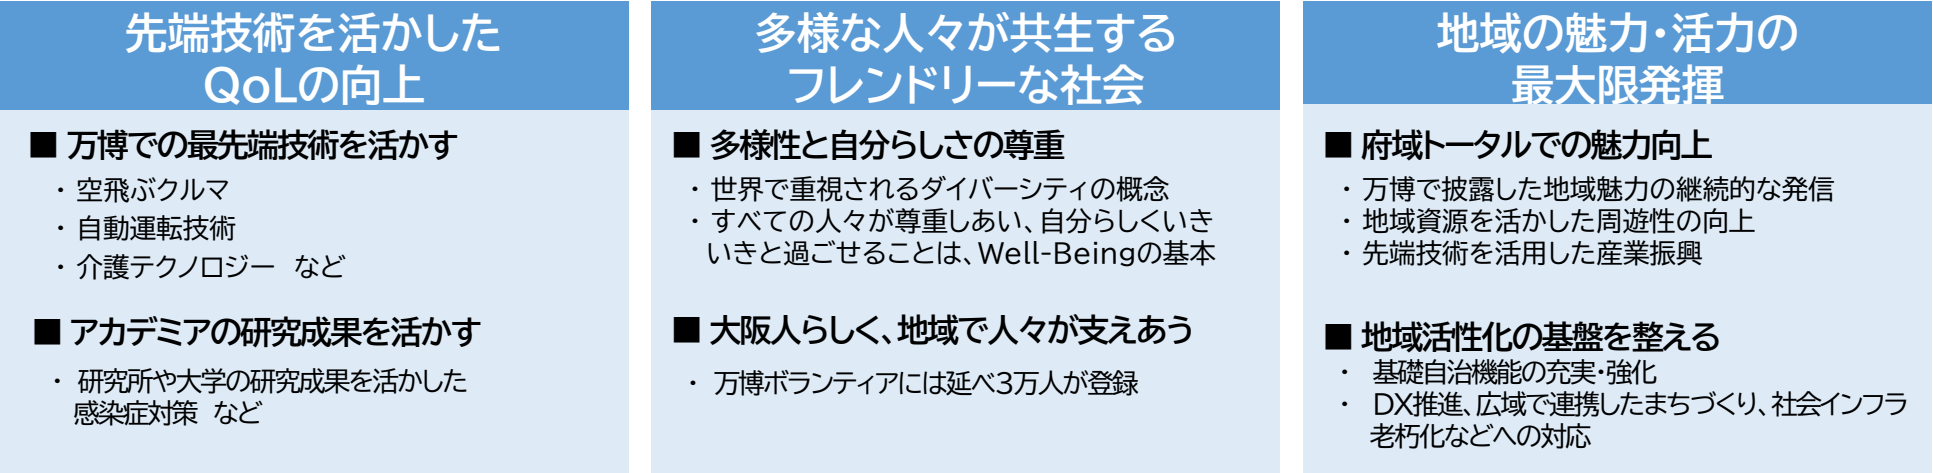 先端技術を活かした
QoLの向上
■ 万博での最先端技術を活かす
・ 空飛ぶクルマ
・ 自動運転技術
・ 介護テクノロジー など
■ アカデミアの研究成果を活かす
・ 研究所や大学の研究成果を活かした
感染症対策 など
多様な人々が共生する
フレンドリーな社会
■ 多様性と自分らしさの尊重
・ 世界で重視されるダイバーシティの概念
・ すべての人々が尊重しあい、自分らしくいき
いきと過ごせることは、Well-Beingの基本
■ 大阪人らしく、地域で人々が支えあう
・ 万博ボランティアには延べ3万人が登録
地域の魅力・活力の
最大限発揮
■ 府域トータルでの魅力向上
・ 万博で披露した地域魅力の継続的な発信
・ 地域資源を活かした周遊性の向上
・ 先端技術を活用した産業振興
■ 地域活性化の基盤を整える
・ 基礎自治機能の充実・強化
・ DX推進、広域で連携したまちづくり、社会インフラ
老朽化などへの対応